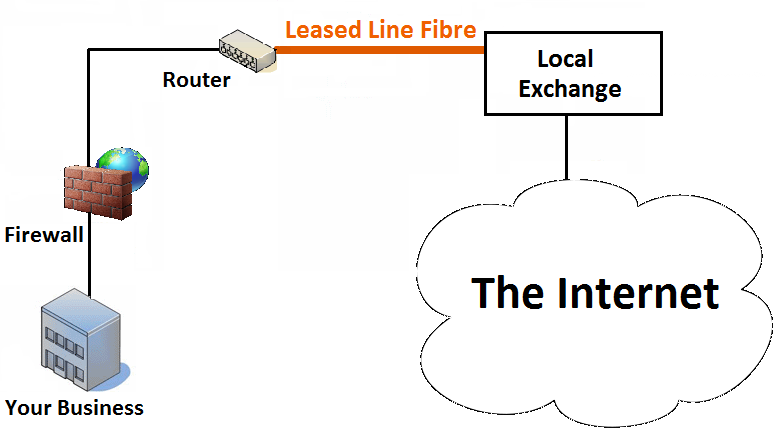 Leased Line Fibre
Router
Local
Exchange
Firewall
The Internet
Your Business